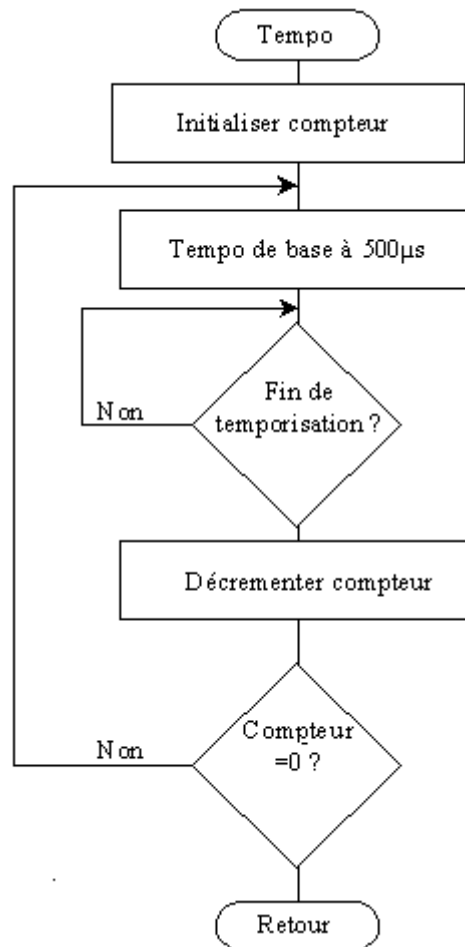 Tempo
Initialiser compteur
Tempo de base à 500µs
Fin de
temporisation ?
Non
Décrementer compteur
Compteur
=0 ?
Non
Retour